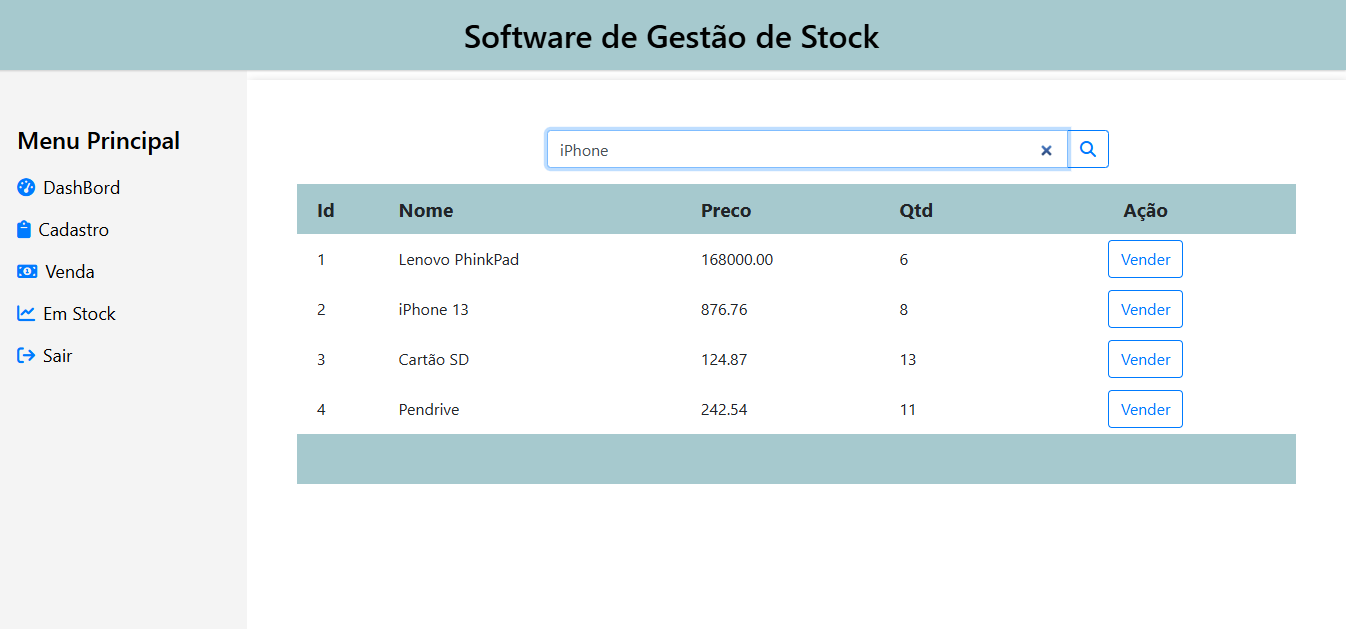 Software de Gestão de Stock
Menu Principal
DashBord
Cadastro
Venda
Em Stock
Sair
iPhone
Id Nome Preco Qtd Ação
1 Lenovo PhinkPad 168000.00 6 Vender
2 iPhone 13 876.76 8 Vender
3 Cartão SD 124.87 13 Vender
4 Pendrive 242.54 11 Vender